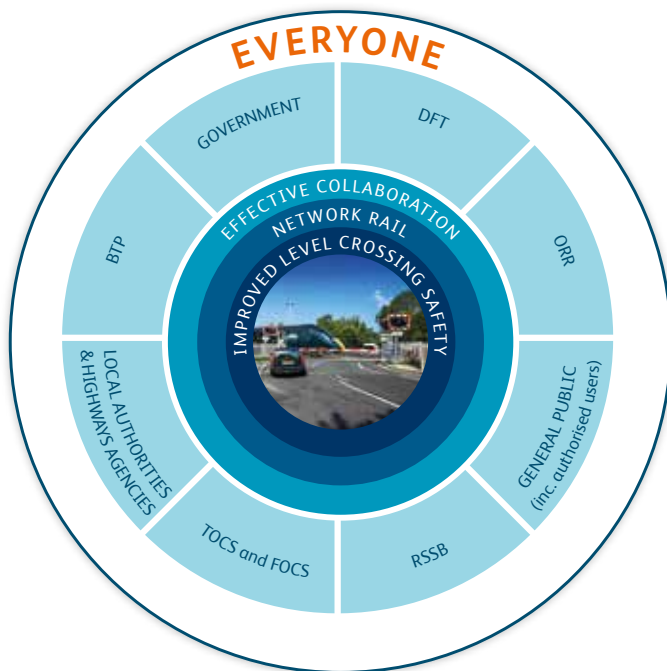 EVERYONE
GOVERNMENT
DFT
ORR
GENERAL PUBLIC
(inc. authorised users)
RSSB
TOCS and FOCS
LOCAL AUTHORITIES
& HIGHWAYS AGENCIES
BTP
EFFECTIVE COLLABORATION
NETWORK RAIL
IMPROVED LEVEL CROSSING SAFETY